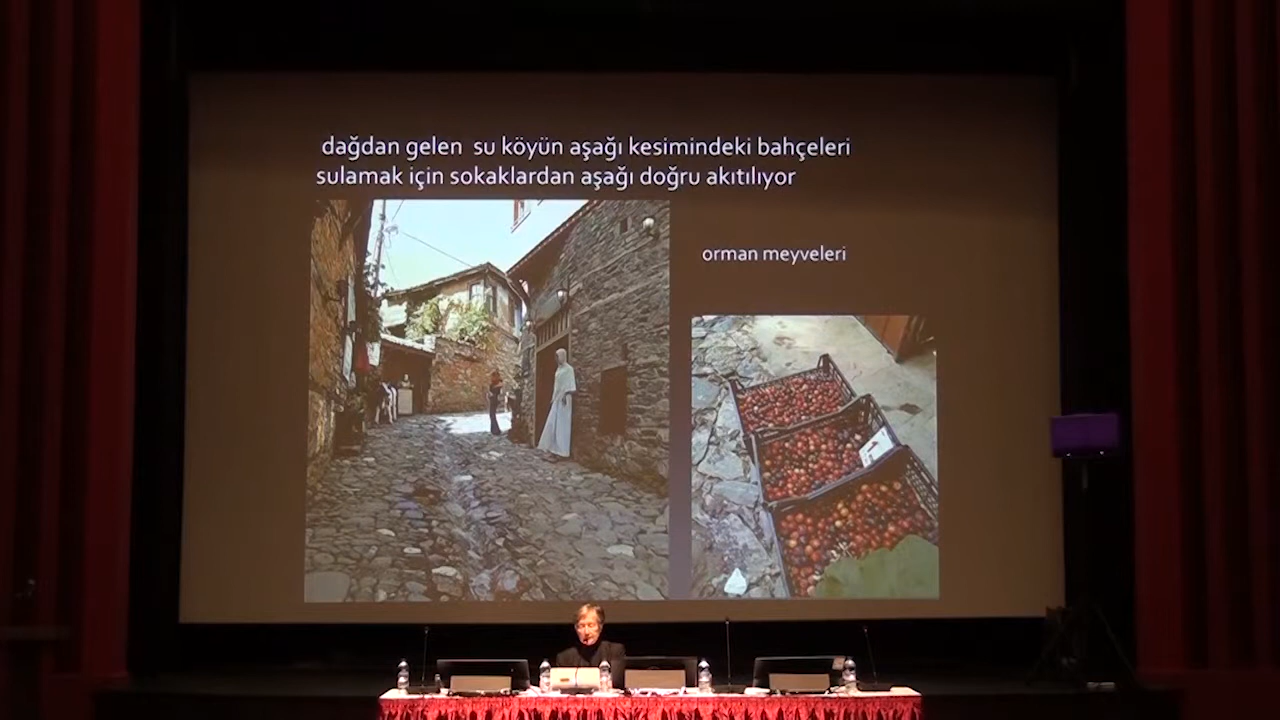 dağdan gelen su köyün aşağı kesimindeki bahçeleri
sulamak için sokaklardan aşağı doğru akıtılıyor
orman meyveleri